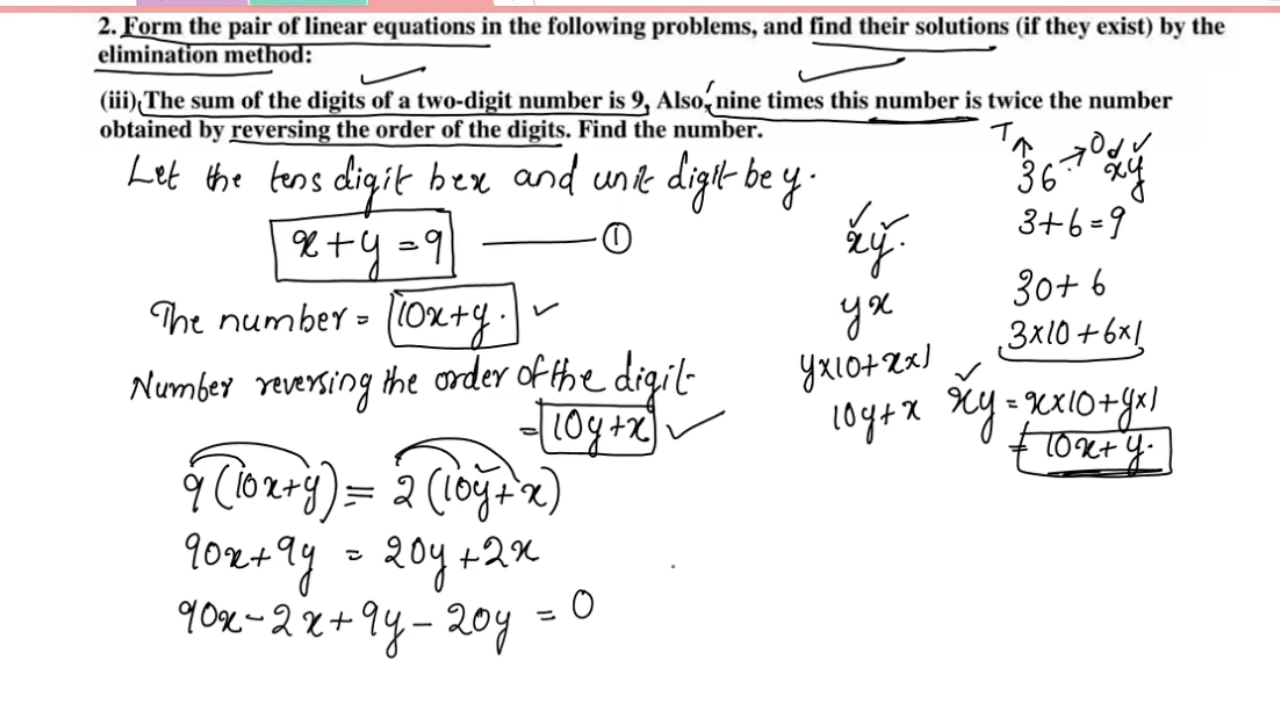 2. Form the pair of linear equations in the following problems, and find their solutions (if they exist) by the
elimination method:
(iii) The sum of the digits of a two-digit number is 9, Also, nine times this number is twice the number
obtained by reversing the order of the digits. Find the number.
Let the tens digit be x and unit digit be y.
x+y=9 ①
The number = 10x+y.
Number reversing the order of the digit
= 10y+x
9(10x+y) = 2(10y+x)
90x+9y = 20y+2x
90x-2x+9y-20y = 0
xy.
yx
y×10+x×1
10y+x
T
36 → O
xy
3+6=9
30+6
3×10+6×1
xy = x×10+y×1
= 10x+y.